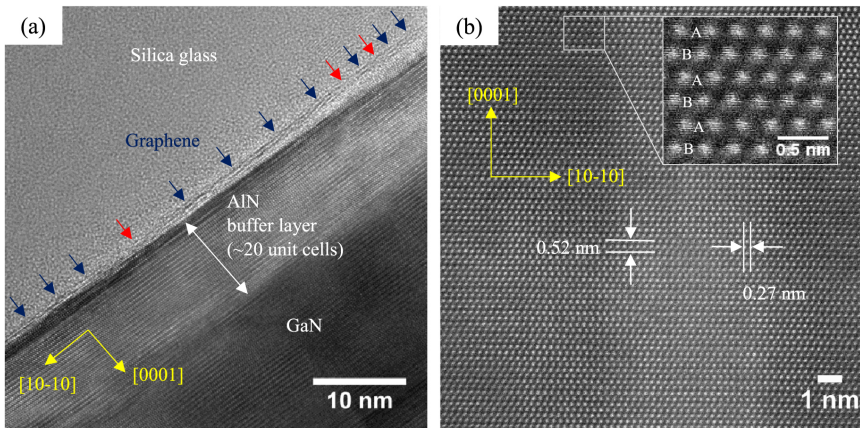 (a)
Silica glass
Graphene
AlN
buffer layer
(~20 unit cells)
GaN
[10-10]
[0001]
10 nm
(b)
A
B
A
B
A
B
0.5 nm
[0001]
[10-10]
0.52 nm
0.27 nm
1 nm